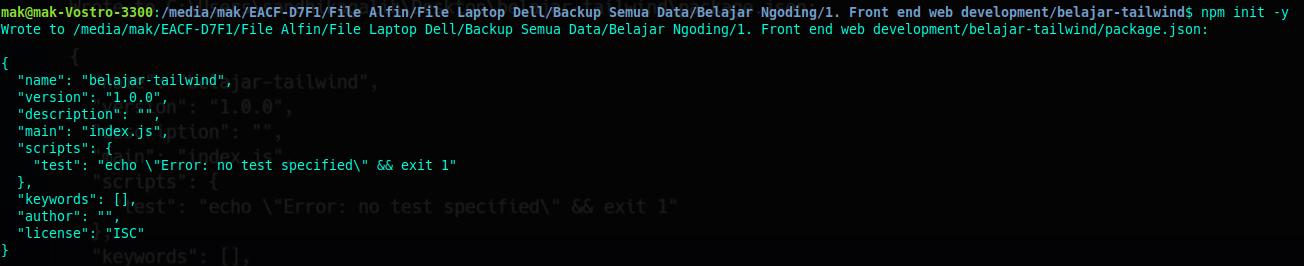 mak@mak-Vostro-3300:/media/mak/EACF-D7F1/File Alfin/File Laptop Dell/Backup Semua Data/Belajar Ngoding/1. Front end web development/belajar-tailwind$ npm init -y
Wrote to /media/mak/EACF-D7F1/File Alfin/File Laptop Dell/Backup Semua Data/Belajar Ngoding/1. Front end web development/belajar-tailwind/package.json:

{
  "name": "belajar-tailwind",
  "version": "1.0.0",
  "description": "",
  "main": "index.js",
  "scripts": {
    "test": "echo \"Error: no test specified\" && exit 1"
  },
  "keywords": [],
  "author": "",
  "license": "ISC"
}